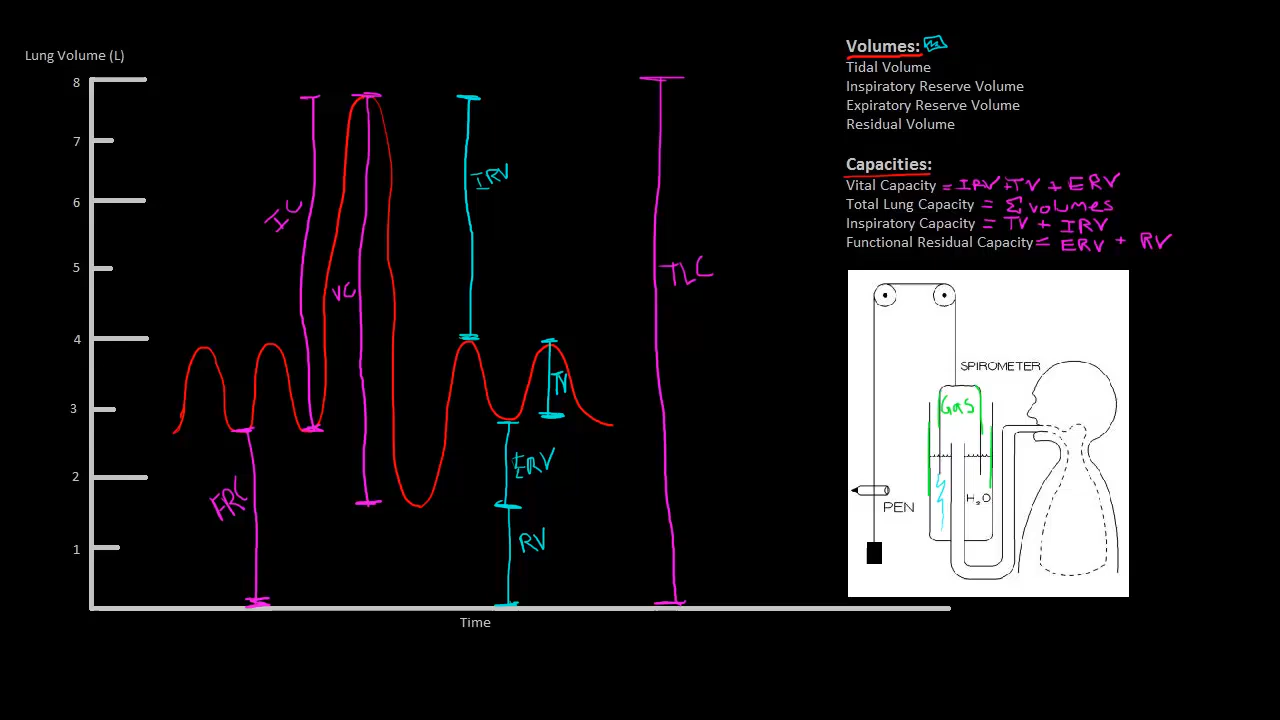 Lung Volume (L)
8
7
6
5
4
3
2
1
Time
IC
VC
IRV
TLC
TV
ERV
RV
FRC
Volumes:
Tidal Volume
Inspiratory Reserve Volume
Expiratory Reserve Volume
Residual Volume
Capacities:
Vital Capacity = IRV + TV + ERV
Total Lung Capacity = Σ volumes
Inspiratory Capacity = TV + IRV
Functional Residual Capacity = ERV + RV
SPIROMETER
Gas
H2O
PEN